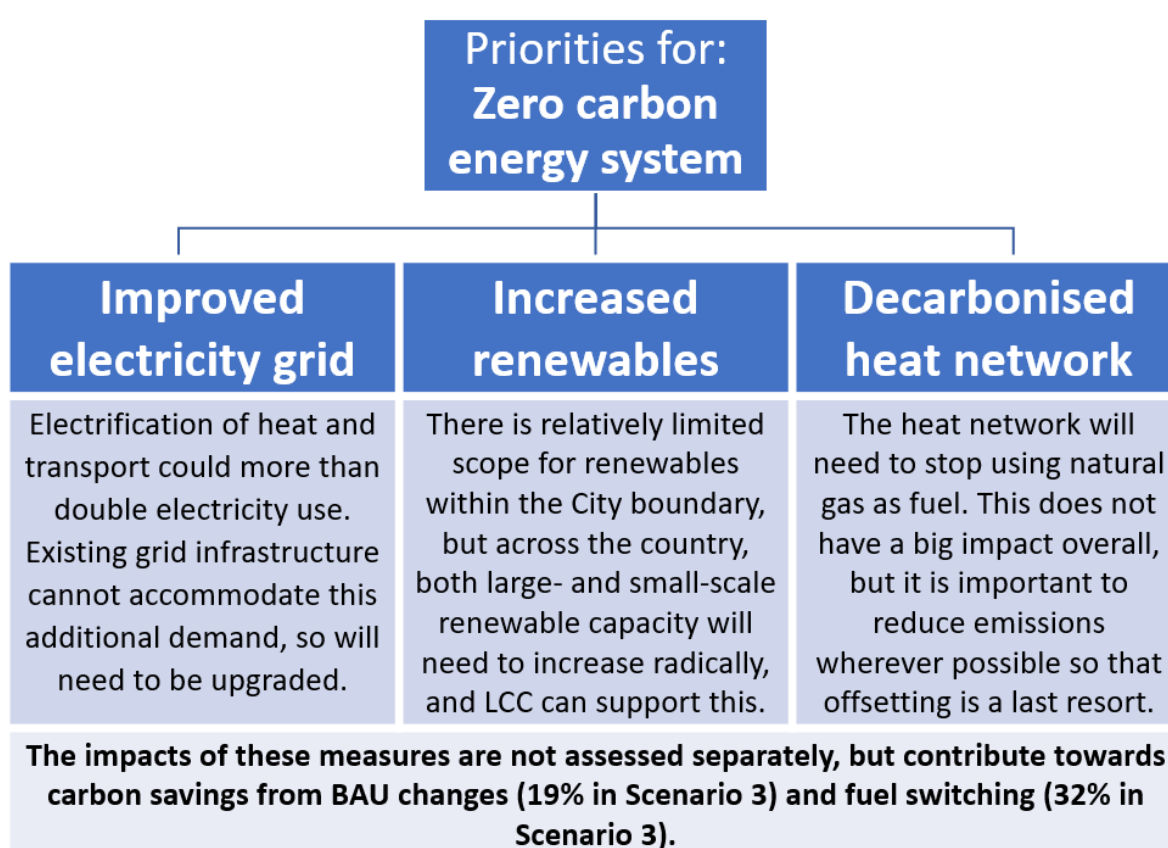 Priorities for:
Zero carbon
energy system
Improved
electricity grid
Increased
renewables
Decarbonised
heat network
Electrification of heat and
transport could more than
double electricity use.
Existing grid infrastructure
cannot accommodate this
additional demand, so will
need to be upgraded.
There is relatively limited
scope for renewables
within the City boundary,
but across the country,
both large- and small-scale
renewable capacity will
need to increase radically,
and LCC can support this.
The heat network will
need to stop using natural
gas as fuel. This does not
have a big impact overall,
but it is important to
reduce emissions
wherever possible so that
offsetting is a last resort.
The impacts of these measures are not assessed separately, but contribute towards
carbon savings from BAU changes (19% in Scenario 3) and fuel switching (32% in
Scenario 3).